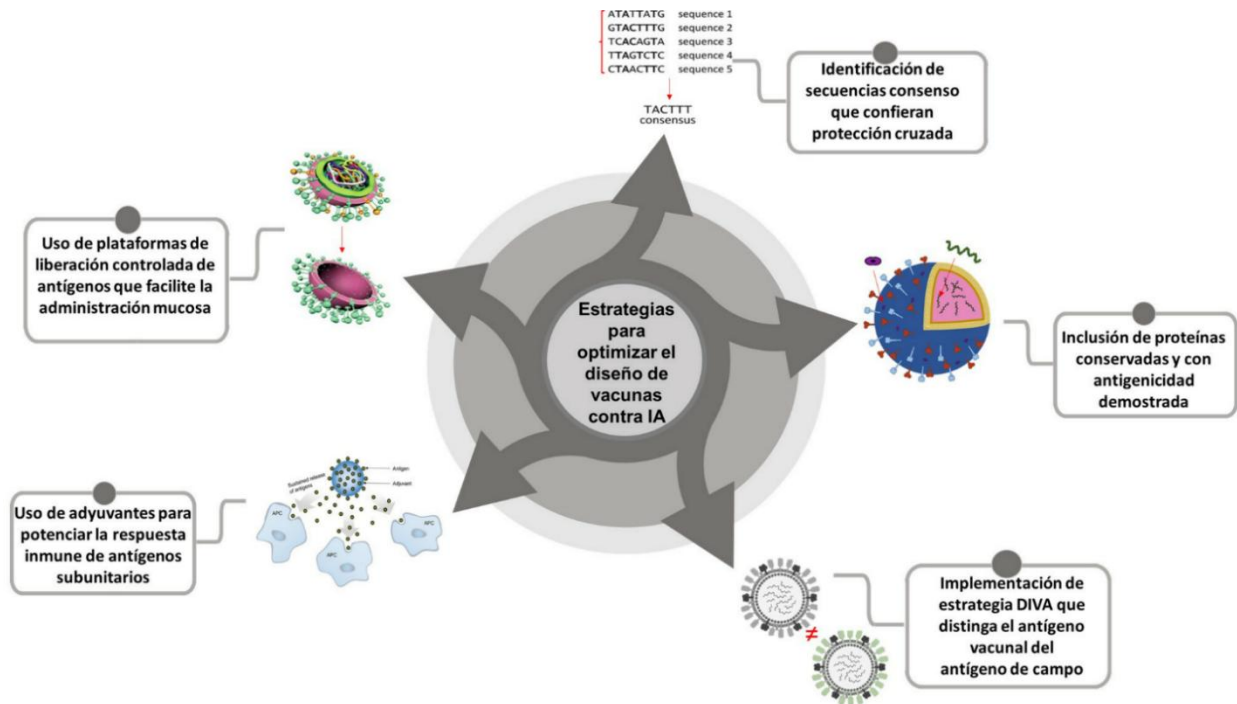 ATATTATG sequence 1
GTACTTTG sequence 2
TCACAGTA sequence 3
TTAGTCTC sequence 4
CTAACTTC sequence 5
TACTTT
consensus
Identificación de
secuencias consenso
que confieran
protección cruzada
Uso de plataformas de
liberación controlada de
antígenos que facilite la
administración mucosa
Estrategias
para
optimizar el
diseño de
vacunas
contra IA
Inclusión de proteínas
conservadas y con
antigenicidad
demostrada
Uso de adyuvantes para
potenciar la respuesta
inmune de antígenos
subunitarios
Sustained release
of antigens
Antigen
Adjuvant
APC
APC
APC
≠
Implementación de
estrategia DIVA que
distinga el antígeno
vacunal del
antígeno de campo